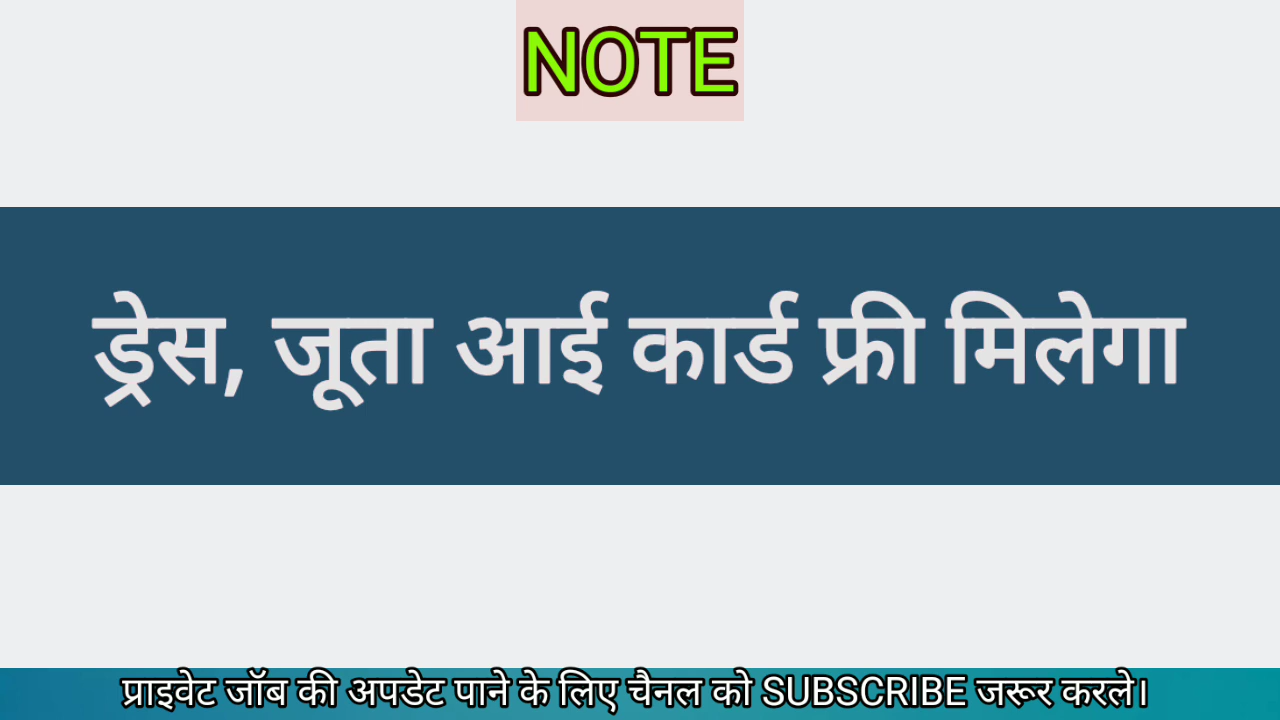 NOTE
ड्रेस, जूता आई कार्ड फ्री मिलेगा
प्राइवेट जॉब की अपडेट पाने के लिए चैनल को SUBSCRIBE जरूर करले।